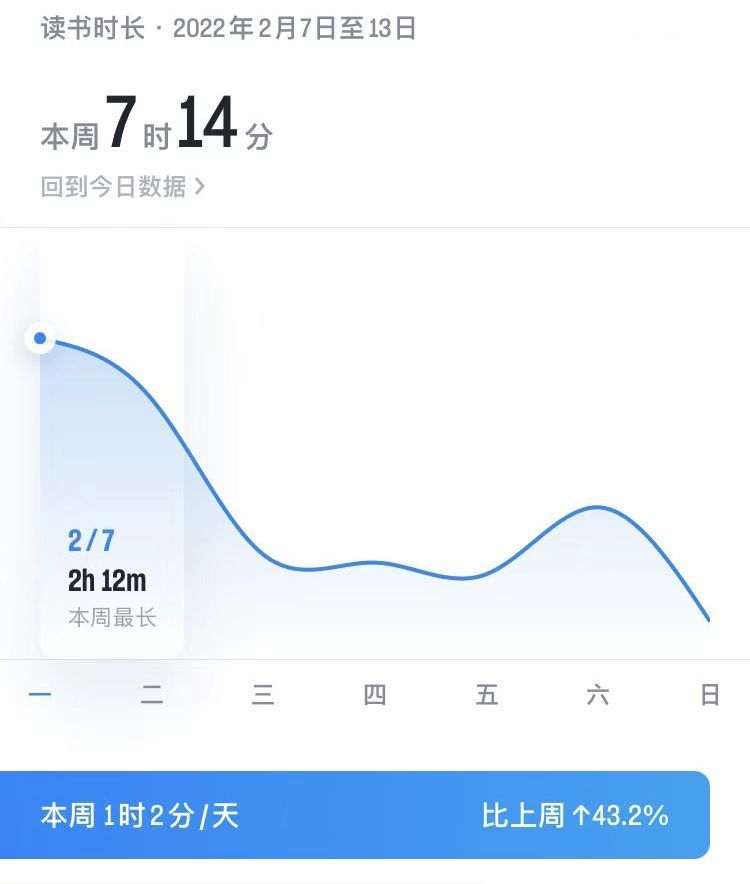 读书时长 · 2022年2月7日至13日
本周7时14分
回到今日数据 >
2/7
2h 12m
本周最长
一 二 三 四 五 六 日
本周 1时2分/天 比上周 ↑43.2%